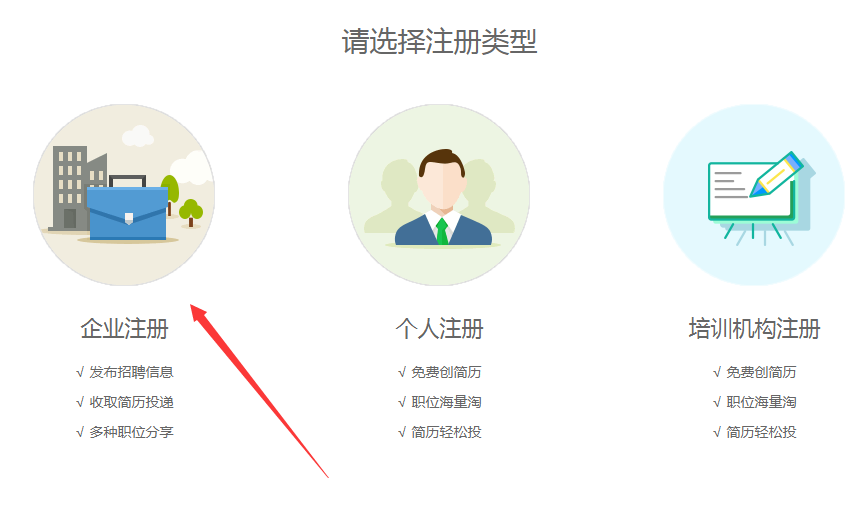 请选择注册类型
企业注册
√ 发布招聘信息
√ 收取简历投递
√ 多种职位分享
个人注册
√ 免费创简历
√ 职位海量淘
√ 简历轻松投
培训机构注册
√ 免费创简历
√ 职位海量淘
√ 简历轻松投